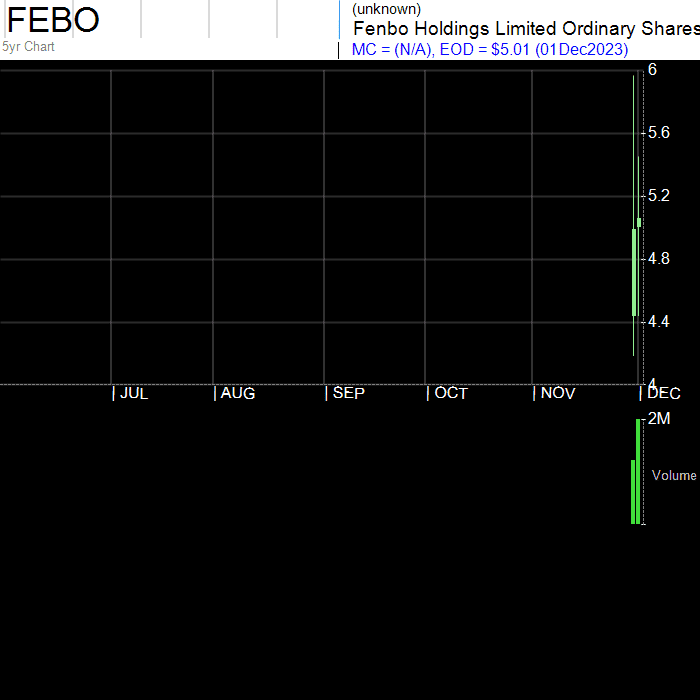 FEBO
5yr Chart
(unknown)
Fenbo Holdings Limited Ordinary Shares
MC = (N/A), EOD = $5.01 (01Dec2023)
6
5.6
5.2
4.8
4.4
4
| JUL | AUG | SEP | OCT | NOV | DEC
2M
Volume